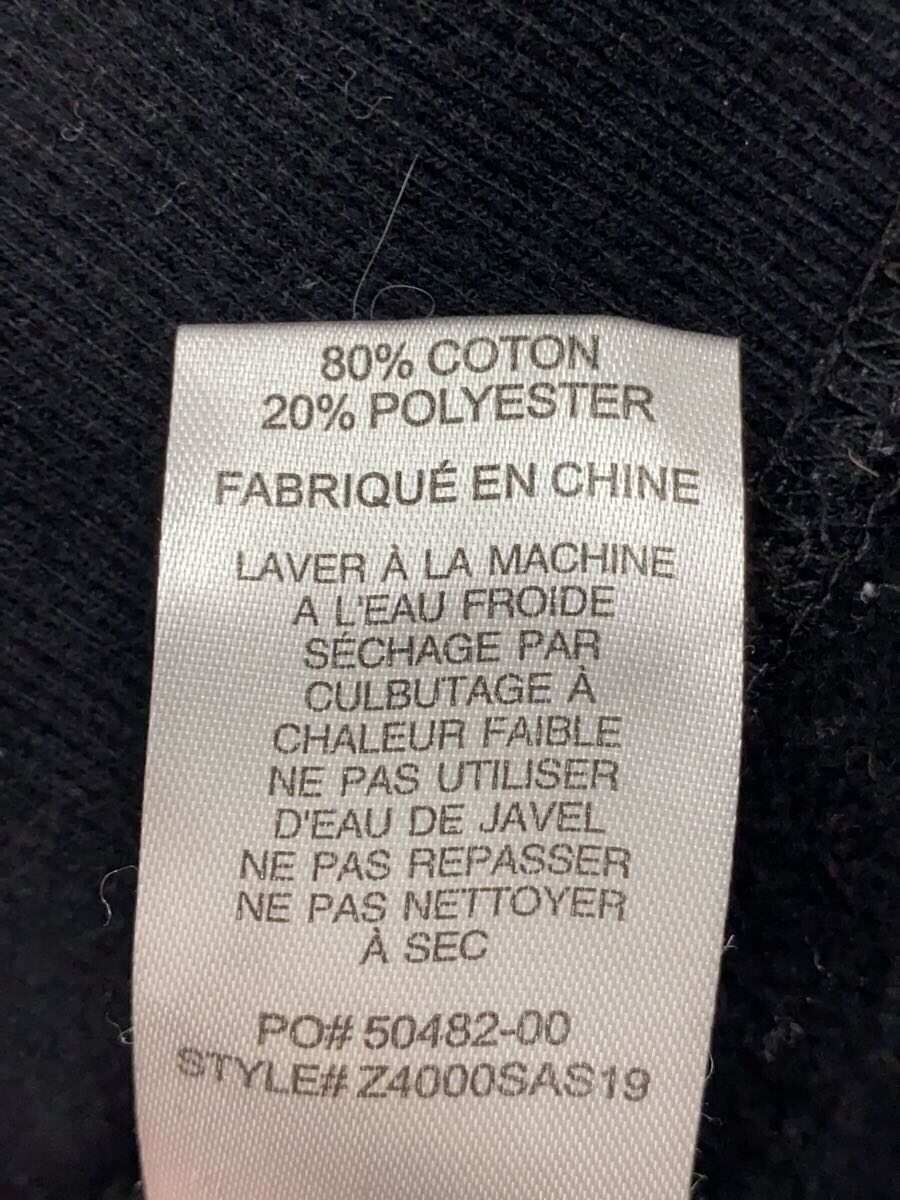 80% COTON
20% POLYESTER
FABRIQUÉ EN CHINE
LAVER À LA MACHINE
A L'EAU FROIDE
SÉCHAGE PAR
CULBUTAGE À
CHALEUR FAIBLE
NE PAS UTILISER
D'EAU DE JAVEL
NE PAS REPASSER
NE PAS NETTOYER
À SEC
PO# 50482-00
STYLE# Z4000SAS19